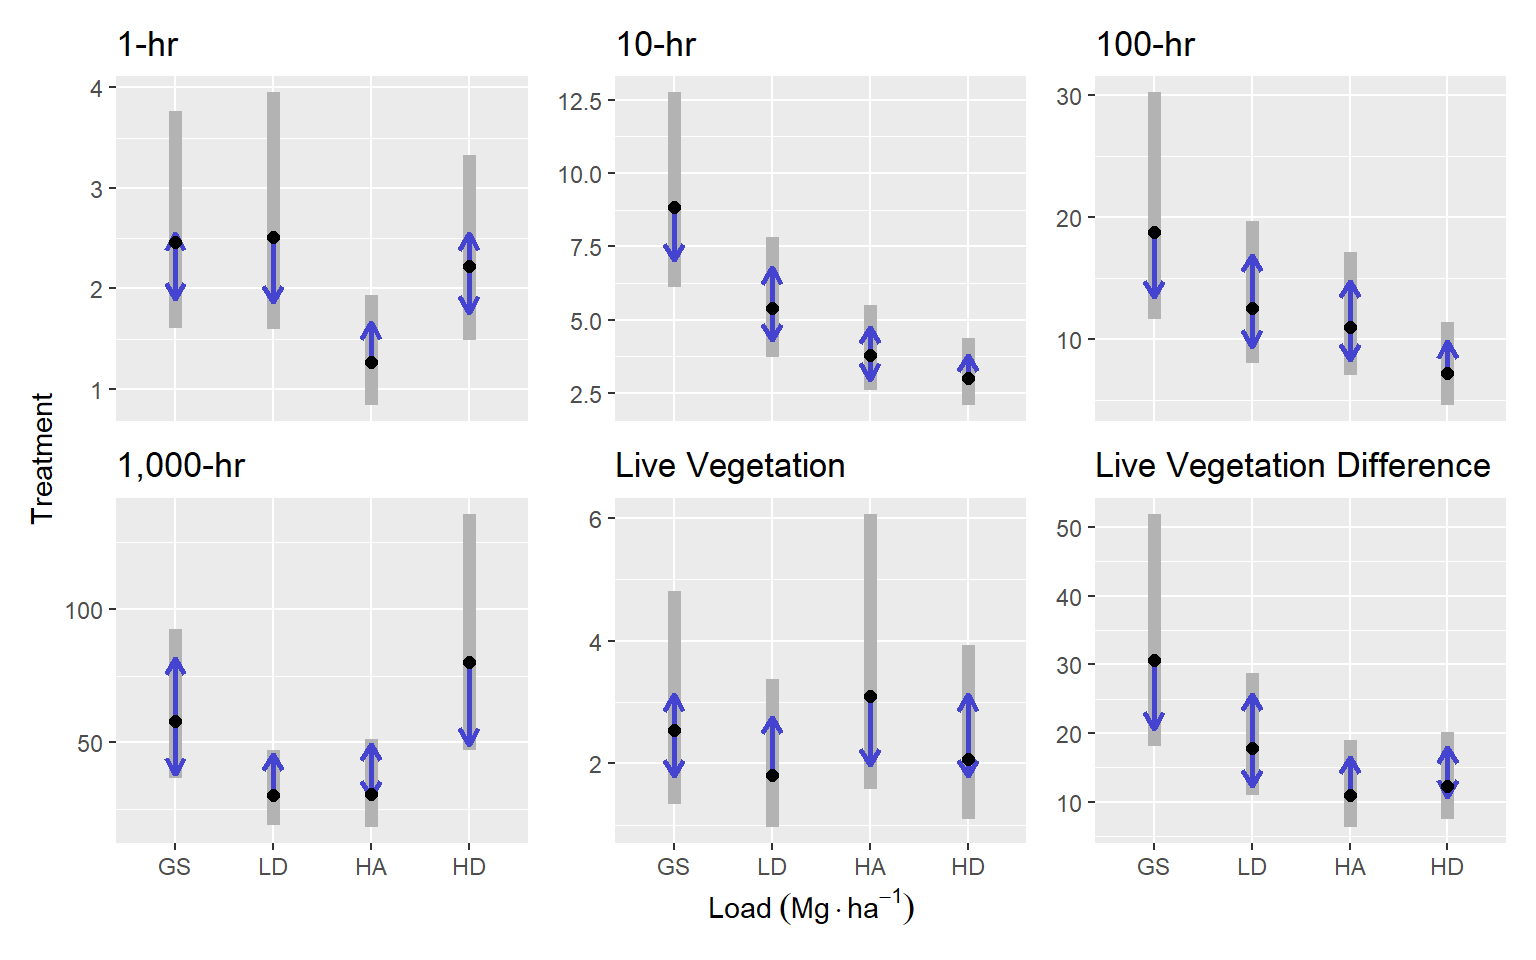 1-hr
10-hr
100-hr
4
3
2
1
12.5
10.0
7.5
5.0
2.5
30
20
10
Treatment
1,000-hr
Live Vegetation
Live Vegetation Difference
100
50
6
4
2
50
40
30
20
10
GS LD HA HD
GS LD HA HD
GS LD HA HD
Load (Mg·ha⁻¹)